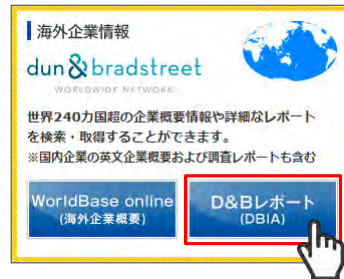 海外企業情報
dun & bradstreet
WORLDWIDE NETWORK
世界240カ国超の企業概要
情報や詳細なレポート
を検索・取得することができます。
※国内企業の英文企業概要および調査レポートも含む
WorldBase online
(海外企業概要)
D&Bレポート
(DBIA)